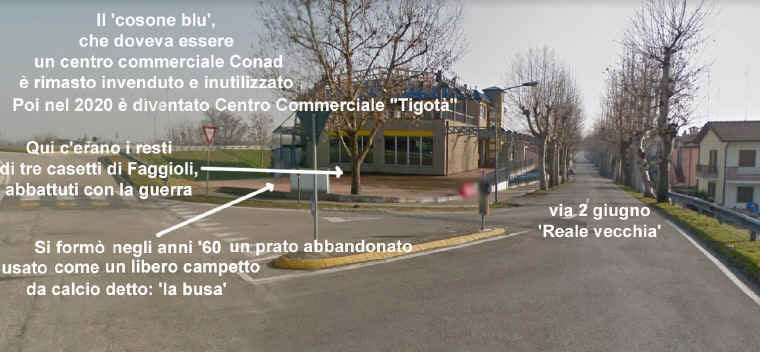 Il 'cosone blu',
che doveva essere
un centro commerciale Conad
è rimasto invenduto e inutilizzato
Poi nel 2020 è diventato Centro Commerciale "Tigotà"
Qui c'erano i resti
di tre casetti di Faggioli,
abbattuti con la guerra
Si formò negli anni '60 un prato abbandonato
usato come un libero campetto
da calcio detto: 'la busa'
via 2 giugno
'Reale vecchia'